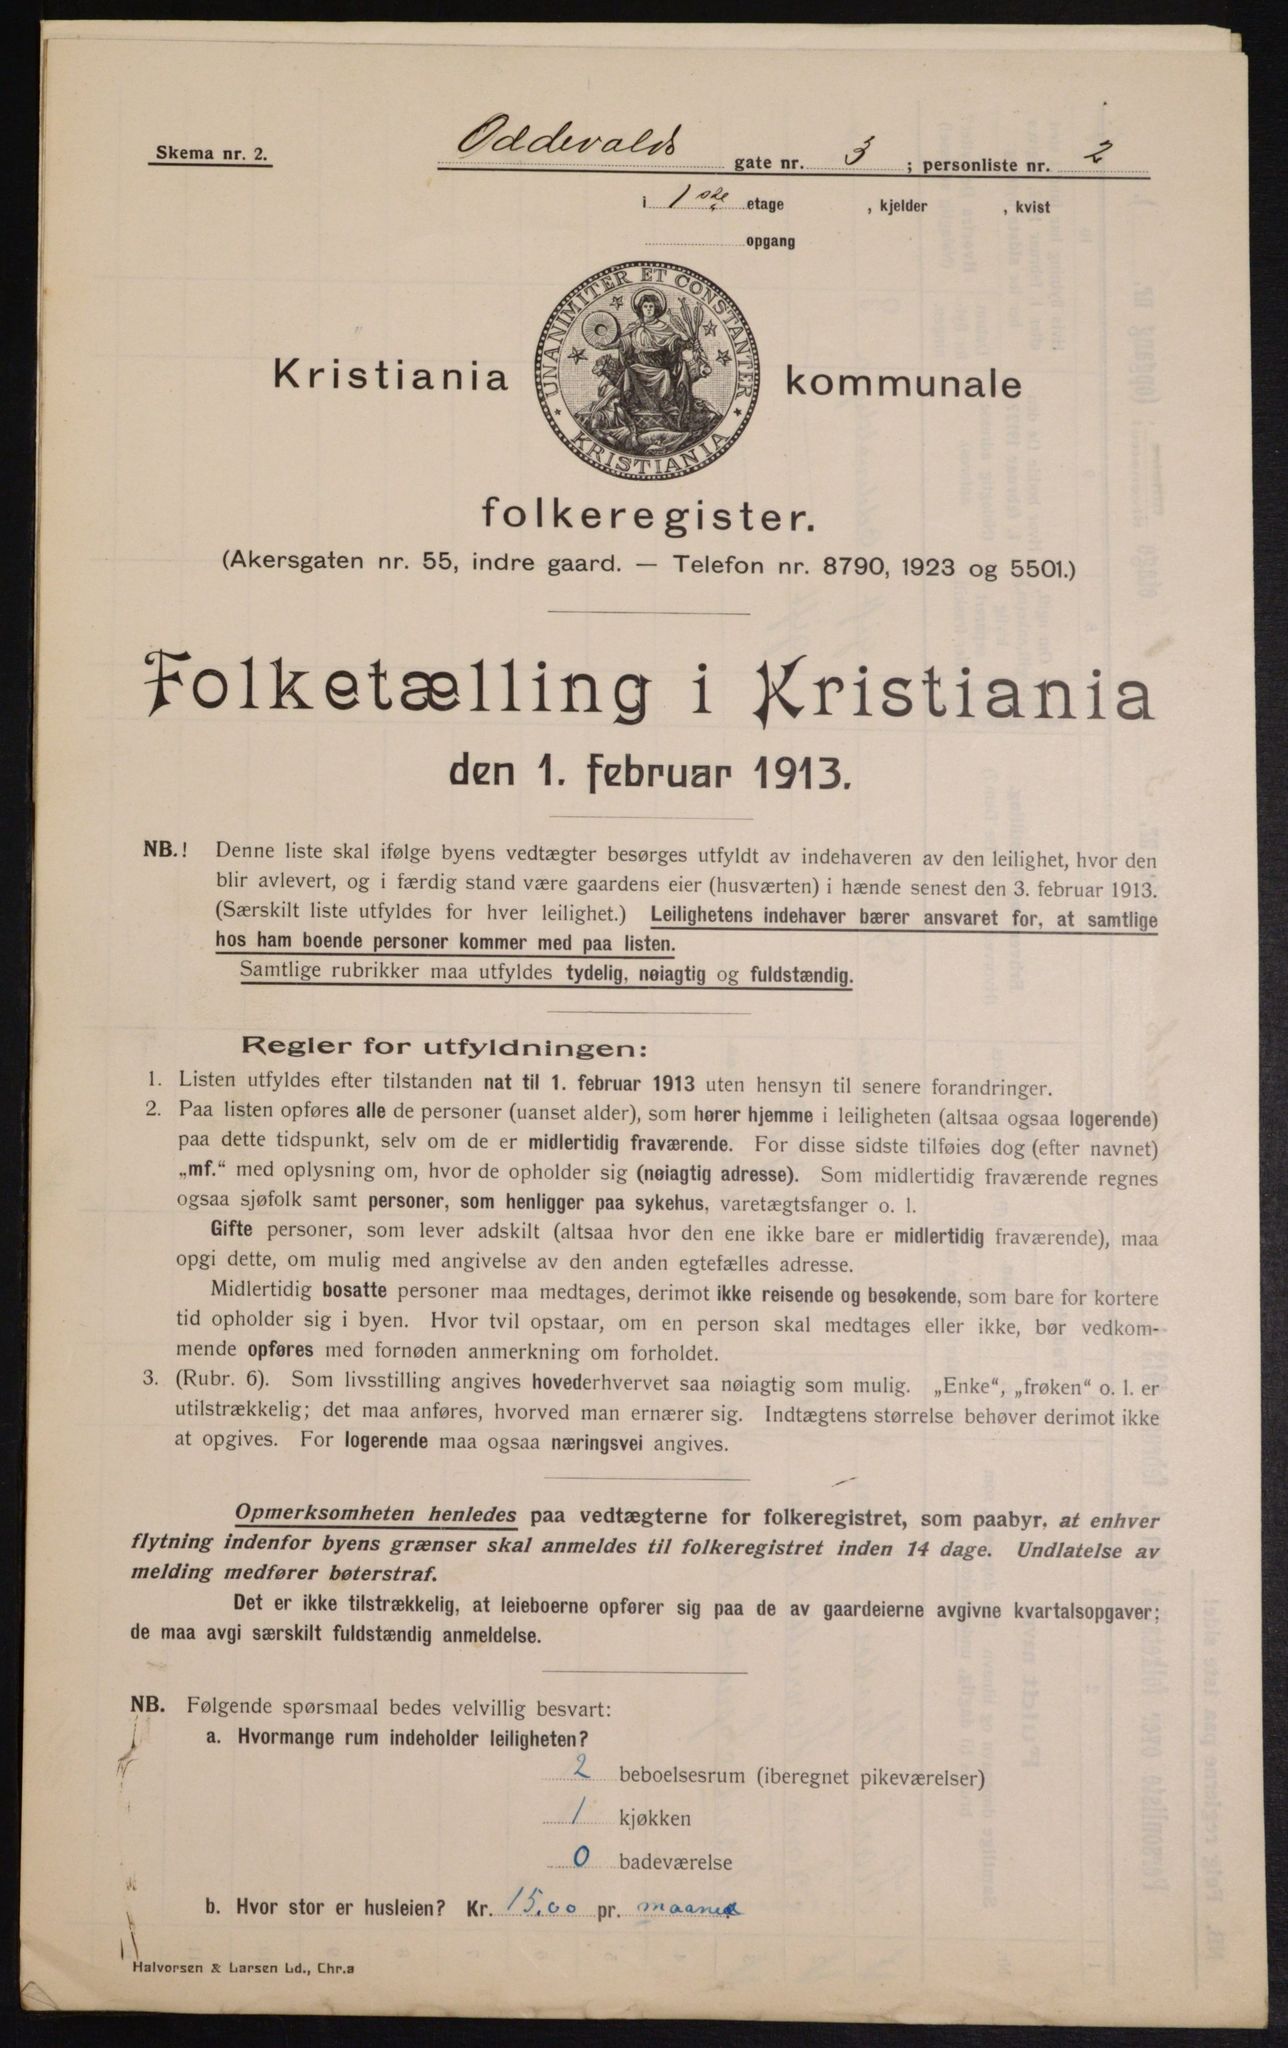 Skema nr. 2.
Oddevalds gate nr. 3 ; personliste nr. 2
i 1ste etage , kjelder , kvist
opgang
UNANIMITER ET CONSTANTER
KRISTIANIA
Kristiania kommunale
folkeregister.
(Akersgaten nr. 55, indre gaard. — Telefon nr. 8790, 1923 og 5501.)
Folketælling i Kristiania
den 1. februar 1913.
NB.! Denne liste skal ifølge byens vedtægter besørges utfyldt av indehaveren av den leilighet, hvor den
blir avlevert, og i færdig stand være gaardens eier (husværten) i hænde senest den 3. februar 1913.
(Særskilt liste utfyldes for hver leilighet.) Leilighetens indehaver bærer ansvaret for, at samtlige
hos ham boende personer kommer med paa listen.
Samtlige rubrikker maa utfyldes tydelig, nøiagtig og fuldstændig.
Regler for utfyldningen:
1. Listen utfyldes efter tilstanden nat til 1. februar 1913 uten hensyn til senere forandringer.
2. Paa listen opføres alle de personer (uanset alder), som hører hjemme i leiligheten (altsaa ogsaa logerende)
paa dette tidspunkt, selv om de er midlertidig fraværende. For disse sidste tilføies dog (efter navnet)
„mf.“ med oplysning om, hvor de opholder sig (nøiagtig adresse). Som midlertidig fraværende regnes
ogsaa sjøfolk samt personer, som henligger paa sykehus, varetægtsfanger o. l.
Gifte personer, som lever adskilt (altsaa hvor den ene ikke bare er midlertidig fraværende), maa
opgi dette, om mulig med angivelse av den anden egtefælles adresse.
Midlertidig bosatte personer maa medtages, derimot ikke reisende og besøkende, som bare for kortere
tid opholder sig i byen. Hvor tvil opstaar, om en person skal medtages eller ikke, bør vedkom-
mende opføres med fornøden anmerkning om forholdet.
3. (Rubr. 6). Som livsstilling angives hovederhvervet saa nøiagtig som mulig. „Enke“, „frøken“ o. l. er
utilstrækkelig; det maa anføres, hvorved man ernærer sig. Indtægtens størrelse behøver derimot ikke
at opgives. For logerende maa ogsaa næringsvei angives.
Opmerksomheten henledes paa vedtægterne for folkeregistret, som paabyr, at enhver
flytning indenfor byens grænser skal anmeldes til folkeregistret inden 14 dage. Undlatelse av
melding medfører bøterstraf.
Det er ikke tilstrækkelig, at leieboerne opfører sig paa de av gaardeierne avgivne kvartalsopgaver;
de maa avgi særskilt fuldstændig anmeldelse.
NB. Følgende spørsmaal bedes velvillig besvart:
a. Hvormange rum indeholder leiligheten?
2 beboelsesrum (iberegnet pikeværelser)
1 kjøkken
0 badeværelse
b. Hvor stor er husleien? Kr. 15,00 pr. maaned
Halvorsen & Larsen Ld., Chr.a